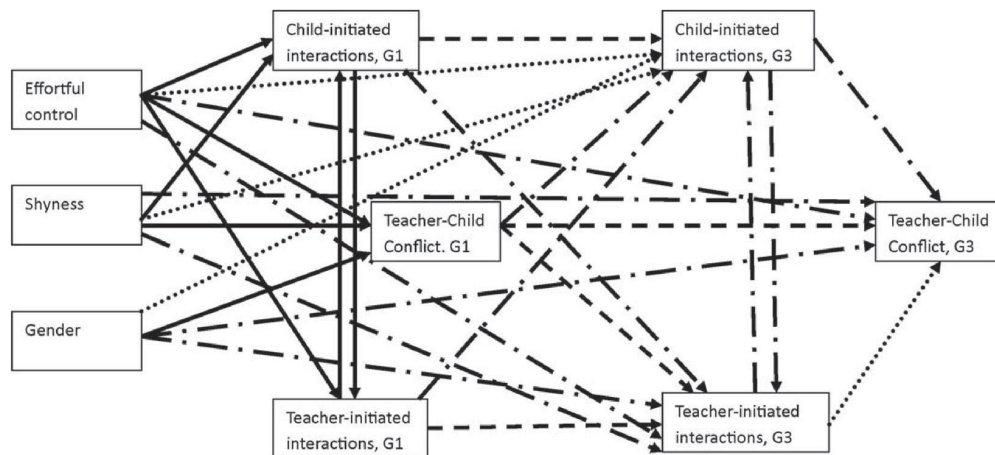 Child-initiated
interactions, G1
Child-initiated
interactions, G3
Effortful
control
Shyness
Teacher-Child
Conflict. G1
Teacher-Child
Conflict, G3
Gender
Teacher-initiated
interactions, G1
Teacher-initiated
interactions, G3